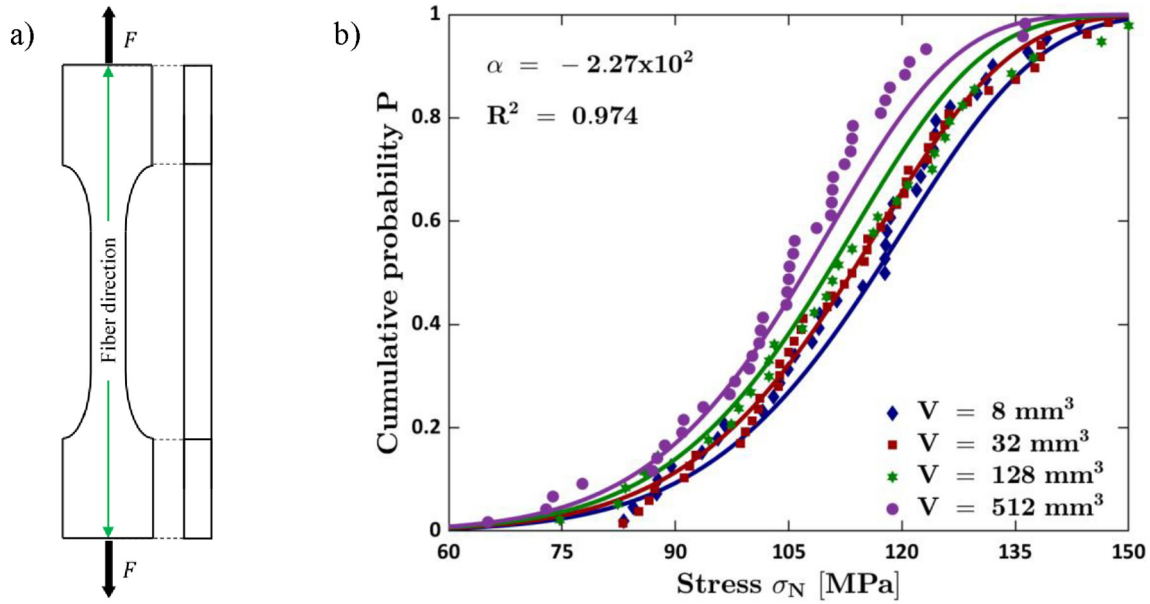 a)
F
Fiber direction
F
b)
Cumulative probability P
1
0.8
0.6
0.4
0.2
0
α = − 2.27x10²
R² = 0.974
V = 8 mm³
V = 32 mm³
V = 128 mm³
V = 512 mm³
60 75 90 105 120 135 150
Stress σ_N [MPa]